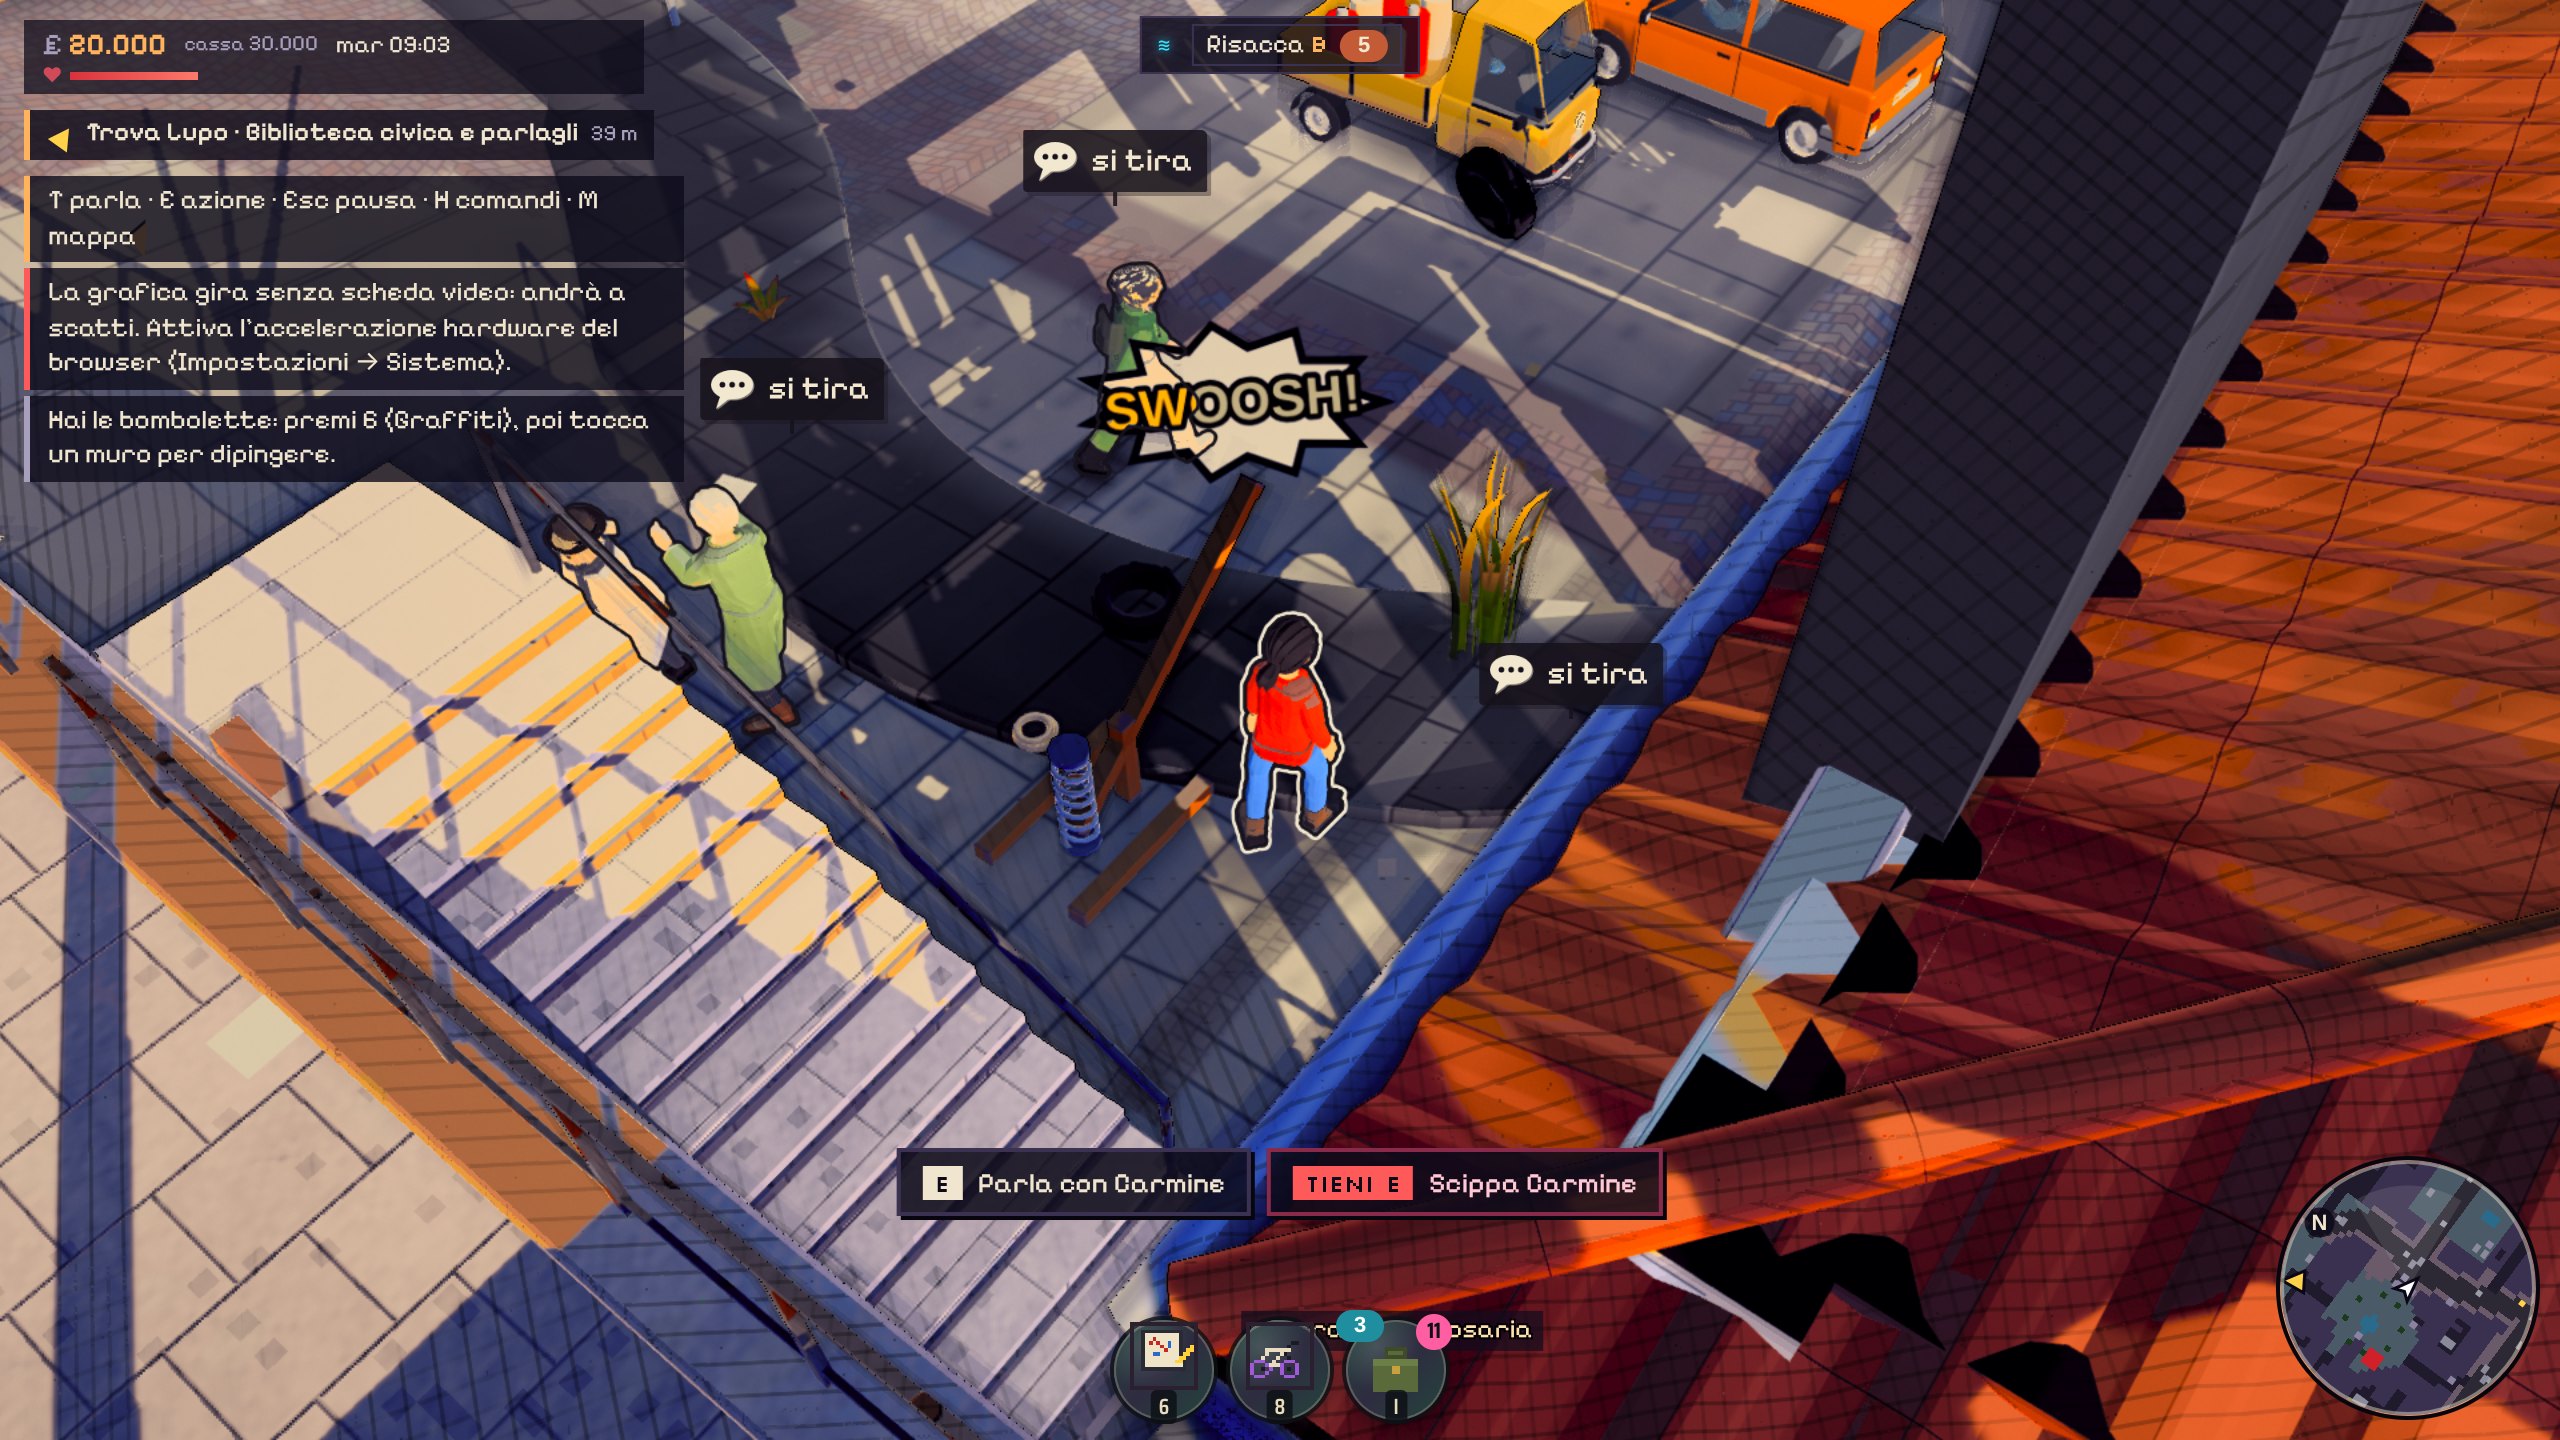 ₤ 80.000 cassa 30.000 mar 09:03
Risacca B 5
Trova Lupo · Biblioteca civica e parlagli 39 m
T parla · E azione · Esc pausa · H comandi · M
mappa
La grafica gira senza scheda video: andrà a
scatti. Attiva l'accelerazione hardware del
browser (Impostazioni → Sistema).
Hai le bombolette: premi 6 (Graffiti), poi tocca
un muro per dipingere.
si tira
si tira
SWOOSH!
si tira
E Parla con Carmine
TIENI E Scippa Carmine
N
3
11
6
8
I